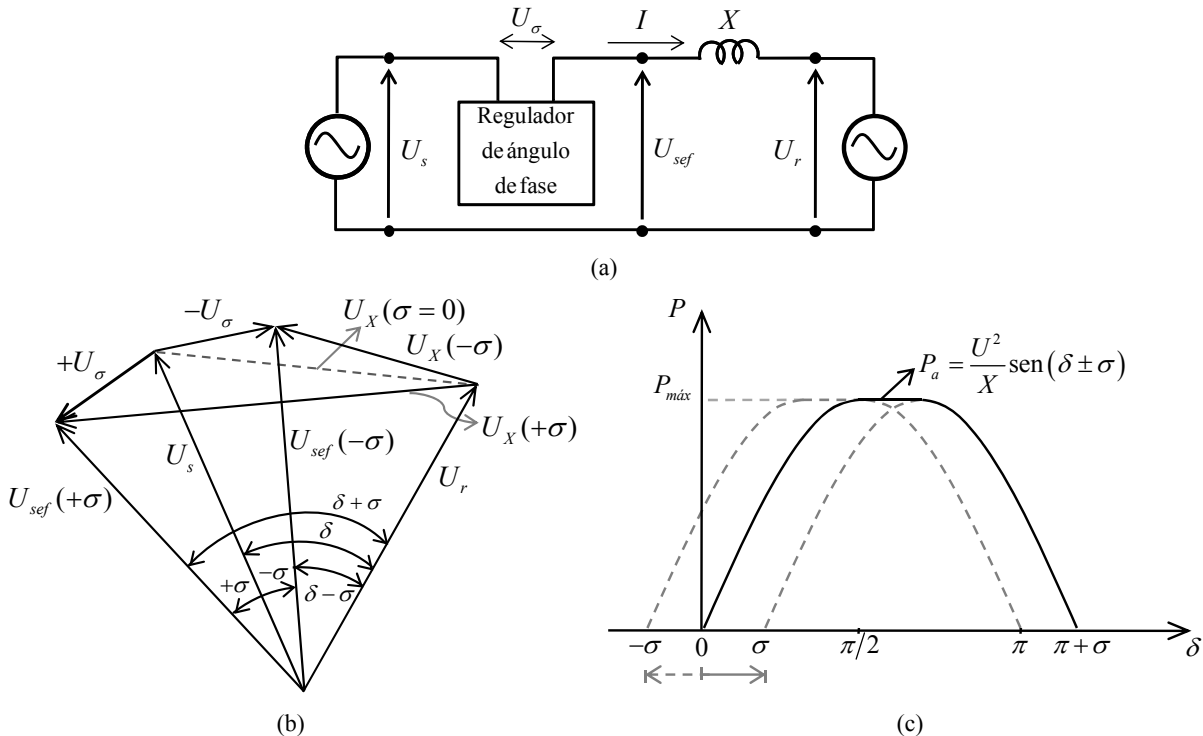 U_σ
I
X
U_s
Regulador
de ángulo
de fase
U_sef
U_r
(a)
−U_σ
U_X(σ = 0)
U_X(−σ)
+U_σ
U_X(+σ)
U_s
U_sef(−σ)
U_r
U_sef(+σ)
δ + σ
δ
−σ
+σ
δ − σ
(b)
P
P_a = U²/X sen(δ ± σ)
P_máx
−σ
0
σ
π/2
π
π + σ
δ
(c)